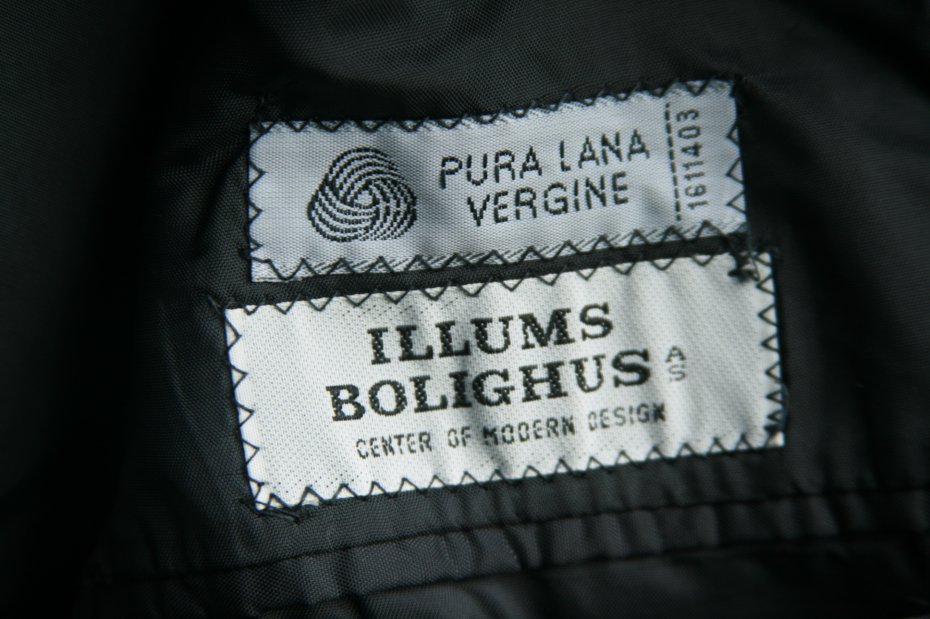 PURA LANA
VERGINE
1611403
ILLUMS
BOLIGHUS A/S
CENTER OF MODERN DESIGN